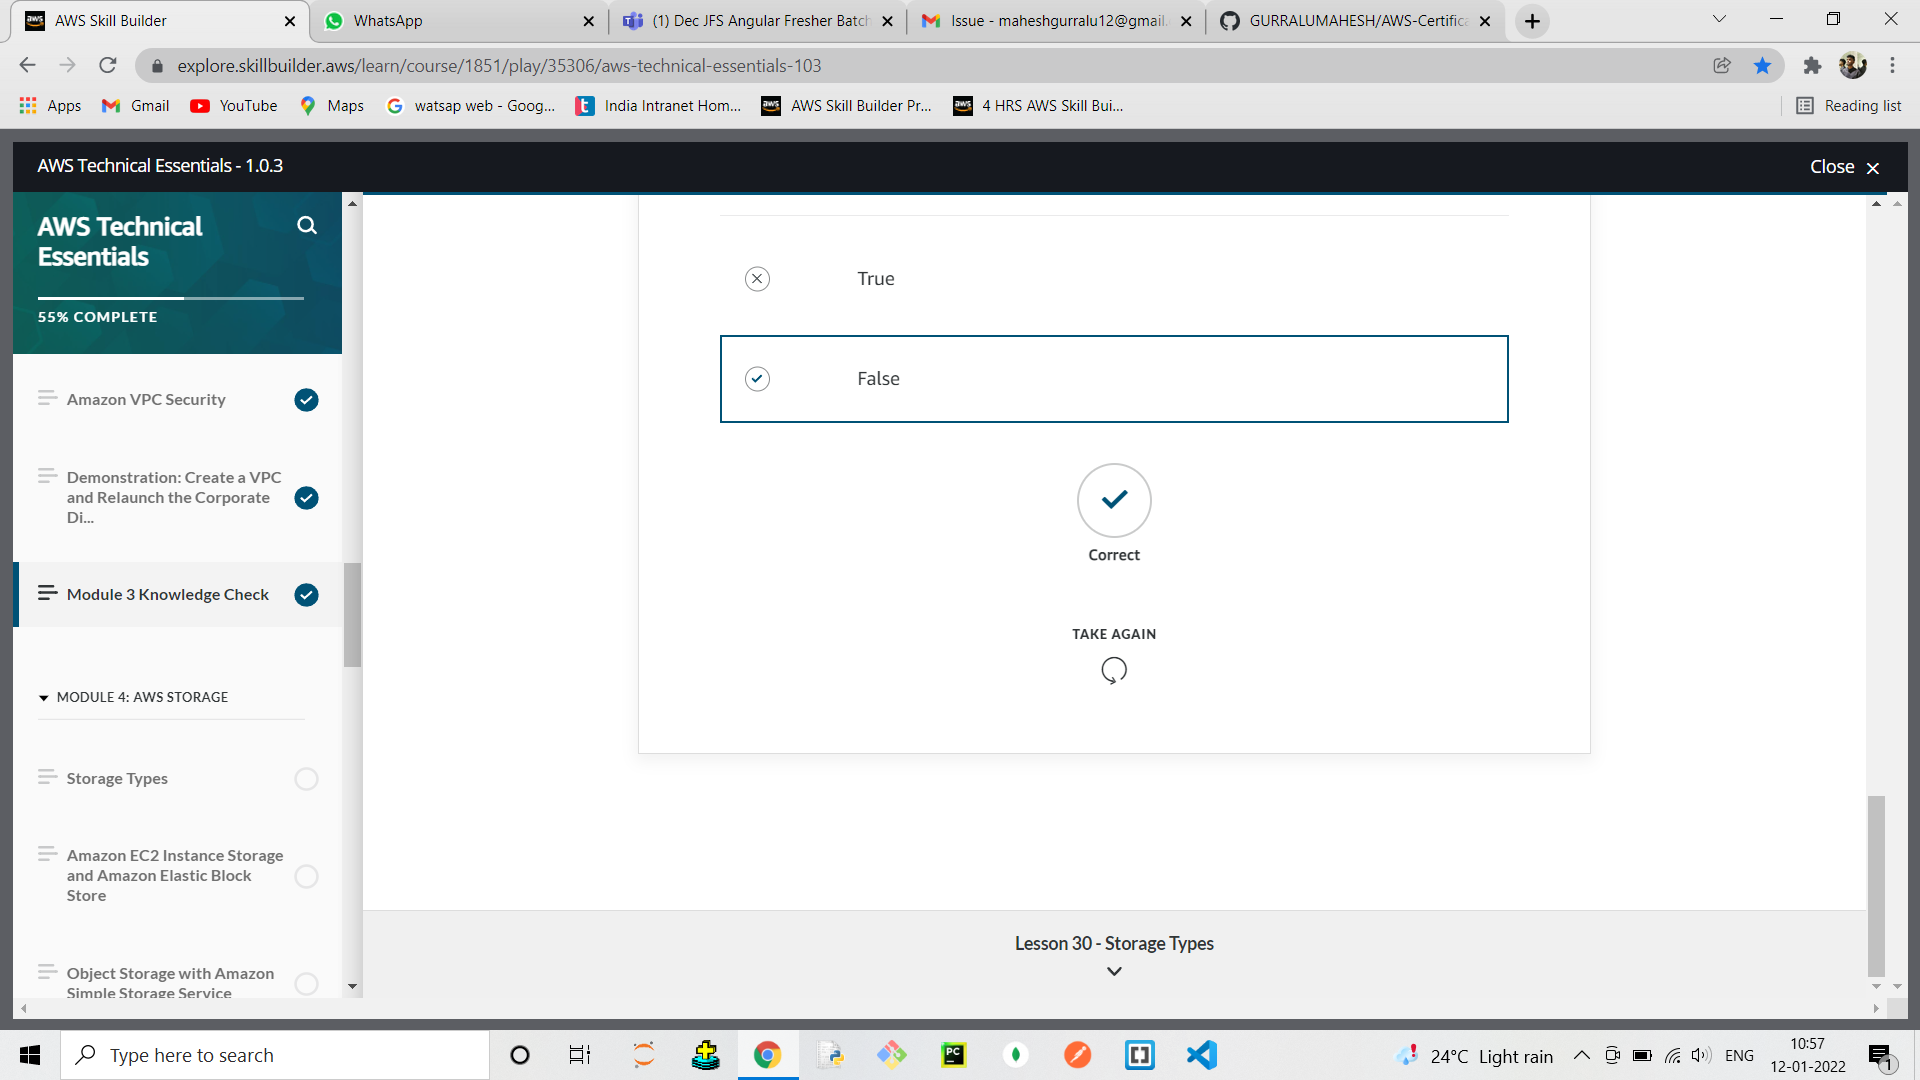 AWS Skill Builder
WhatsApp
(1) Dec JFS Angular Fresher Batch
Issue - maheshgurralu12@gmail.
GURRALUMAHESH/AWS-Certifica
explore.skillbuilder.aws/learn/course/1851/play/35306/aws-technical-essentials-103
Apps
Gmail
YouTube
Maps
watsap web - Goog...
India Intranet Hom...
AWS Skill Builder Pr...
4 HRS AWS Skill Bui...
Reading list
AWS Technical Essentials - 1.0.3
Close
AWS Technical
Essentials
55% COMPLETE
Amazon VPC Security
Demonstration: Create a VPC
and Relaunch the Corporate
Di...
Module 3 Knowledge Check
MODULE 4: AWS STORAGE
Storage Types
Amazon EC2 Instance Storage
and Amazon Elastic Block
Store
Object Storage with Amazon
Simple Storage Service
True
False
Correct
TAKE AGAIN
Lesson 30 - Storage Types
Type here to search
24°C Light rain
ENG
10:57
12-01-2022
1